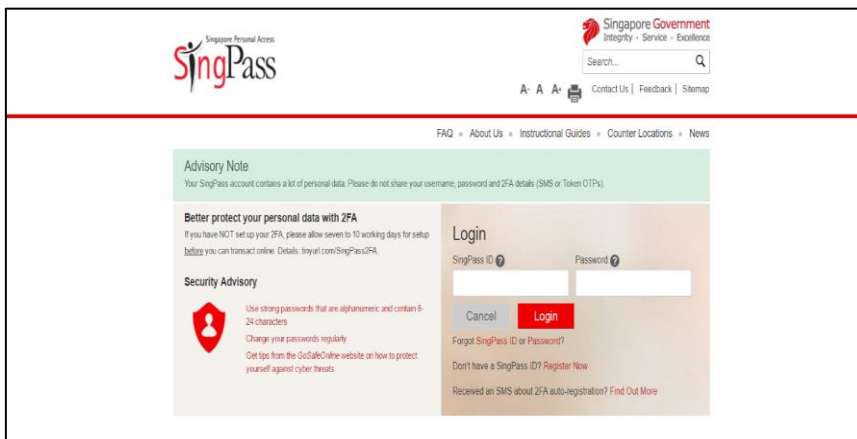 Singapore Personal Access
SingPass
Singapore Government
Integrity · Service · Excellence
Search...
A- A A+ Contact Us | Feedback | Sitemap
FAQ About Us Instructional Guides Counter Locations News
Advisory Note
Your SingPass account contains a lot of personal data. Please do not share your username, password and 2FA details (SMS or Token OTPs).
Better protect your personal data with 2FA
If you have NOT set up your 2FA, please allow seven to 10 working days for setup
before you can transact online. Details: tinyurl.com/SingPass2FA.
Security Advisory
Use strong passwords that are alphanumeric and contain 8-
24 characters
Change your passwords regularly
Get tips from the GoSafeOnline website on how to protect
yourself against cyber threats
Login
SingPass ID ? Password ?
Cancel Login
Forgot SingPass ID or Password?
Don't have a SingPass ID? Register Now
Received an SMS about 2FA auto-registration? Find Out More